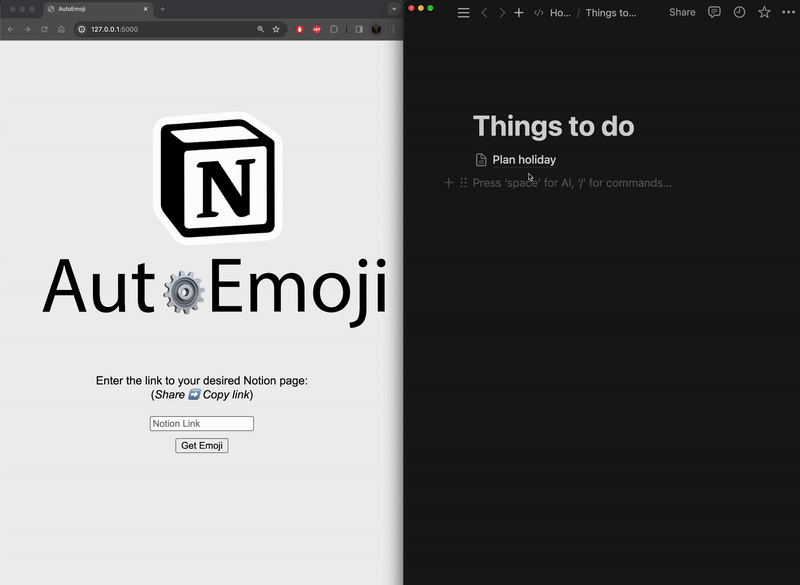 AutoEmoji
127.0.0.1:5000
ABP
N
Aut⚙️Emoji
Enter the link to your desired Notion page:
(Share ➡️ Copy link)
Notion Link
Get Emoji
Ho... / Things to...
Share
Things to do
Plan holiday
Press ‘space’ for AI, ‘/’ for commands...